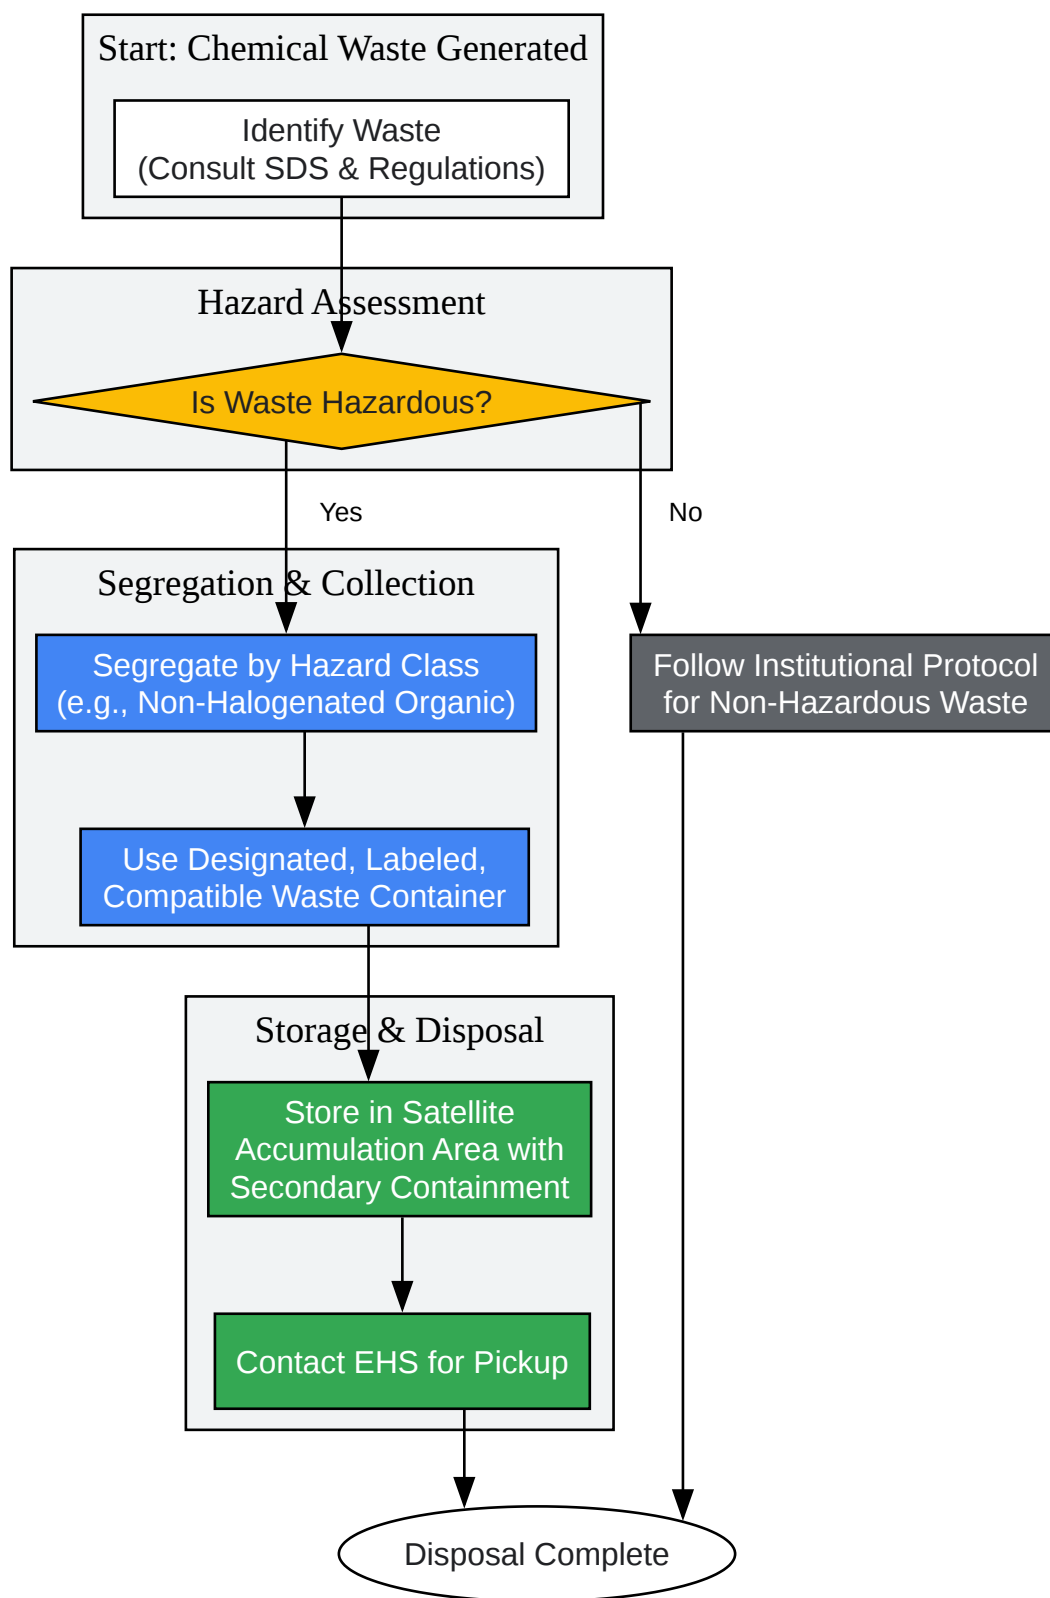 Start: Chemical Waste Generated
Identify Waste
(Consult SDS & Regulations)
Hazard Assessment
Is Waste Hazardous?
Yes
No
Segregation & Collection
Segregate by Hazard Class
(e.g., Non-Halogenated Organic)
Follow Institutional Protocol
for Non-Hazardous Waste
Use Designated, Labeled,
Compatible Waste Container
Storage & Disposal
Store in Satellite
Accumulation Area with
Secondary Containment
Contact EHS for Pickup
Disposal Complete